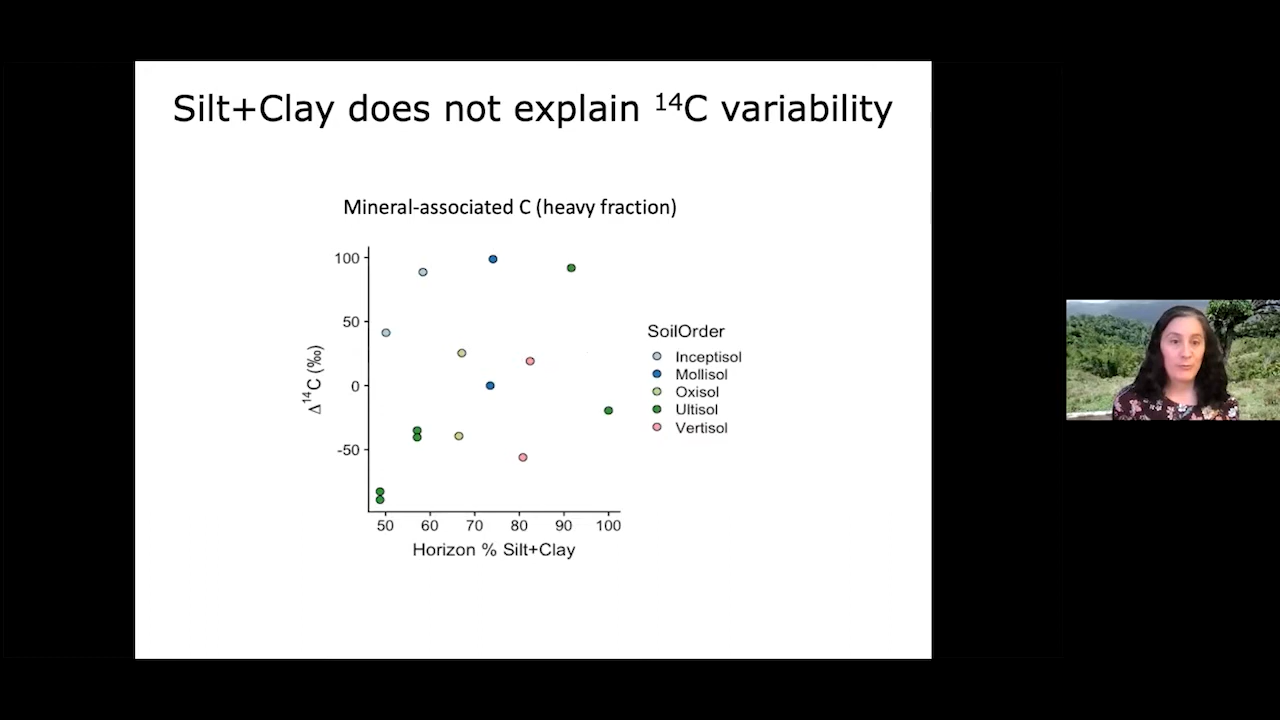 Silt+Clay does not explain ¹⁴C variability
Mineral-associated C (heavy fraction)
100
50
0
-50
Δ¹⁴C (‰)
50 60 70 80 90 100
Horizon % Silt+Clay
SoilOrder
Inceptisol
Mollisol
Oxisol
Ultisol
Vertisol